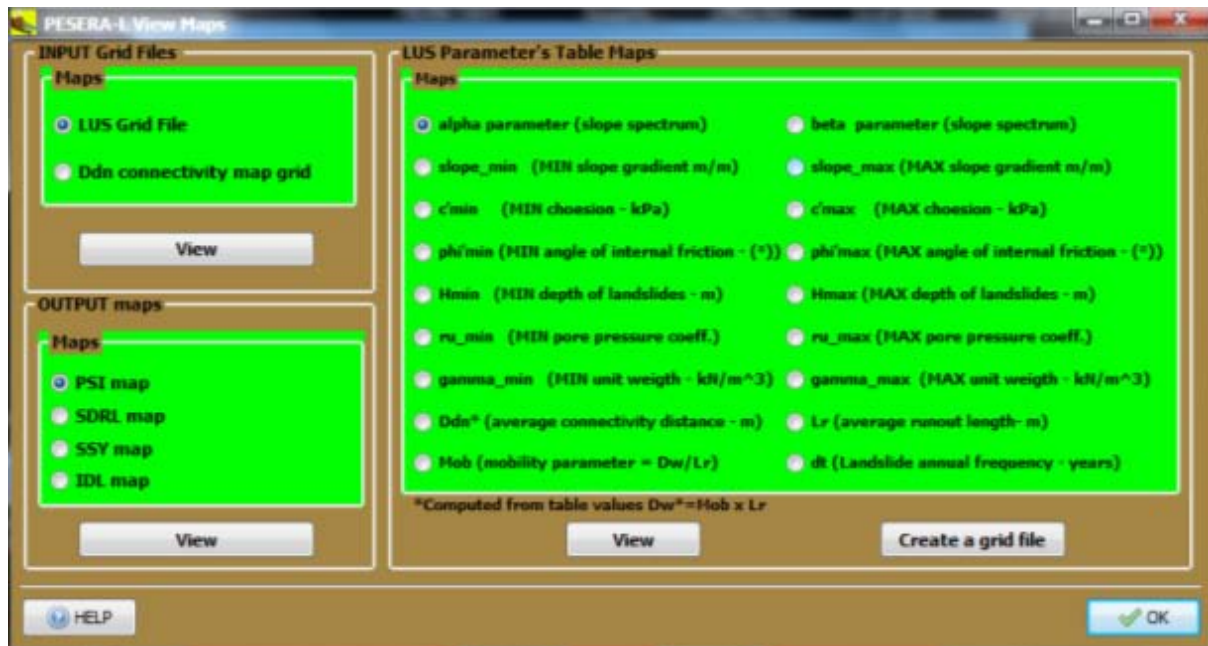 PESERA-L View Maps
INPUT Grid Files
Maps
LUS Grid File
Ddn connectivity map grid
View
OUTPUT maps
Maps
PSI map
SDRL map
SSY map
IDL map
View
LUS Parameter's Table Maps
Maps
alpha parameter (slope spectrum)
beta parameter (slope spectrum)
slope_min (MIN slope gradient m/m)
slope_max (MAX slope gradient m/m)
c'min (MIN choesion - kPa)
c'max (MAX choesion - kPa)
phi'min (MIN angle of internal friction - (°))
phi'max (MAX angle of internal friction - (°))
Hmin (MIN depth of landslides - m)
Hmax (MAX depth of landslides - m)
ru_min (MIN pore pressure coeff.)
ru_max (MAX pore pressure coeff.)
gamma_min (MIN unit weigth - kN/m^3)
gamma_max (MAX unit weigth - kN/m^3)
Ddn* (average connectivity distance - m)
Lr (average runout length- m)
Mob (mobility parameter = Dw/Lr)
dt (Landslide annual frequency - years)
*Computed from table values Dw*=Mob x Lr
View
Create a grid file
HELP
OK